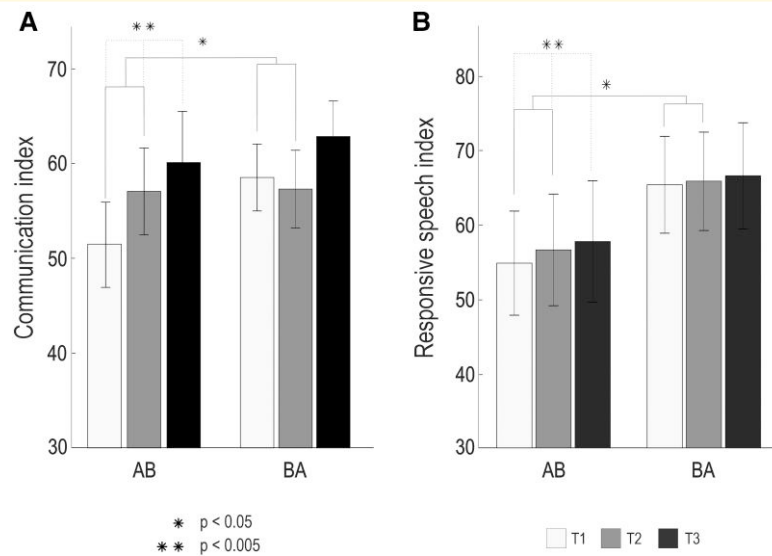 A
B
* *
*
Communication index
70
60
50
40
30
AB
BA
* *
*
Responsive speech index
80
70
60
50
40
30
AB
BA
* p < 0.05
* * p < 0.005
T1 T2 T3